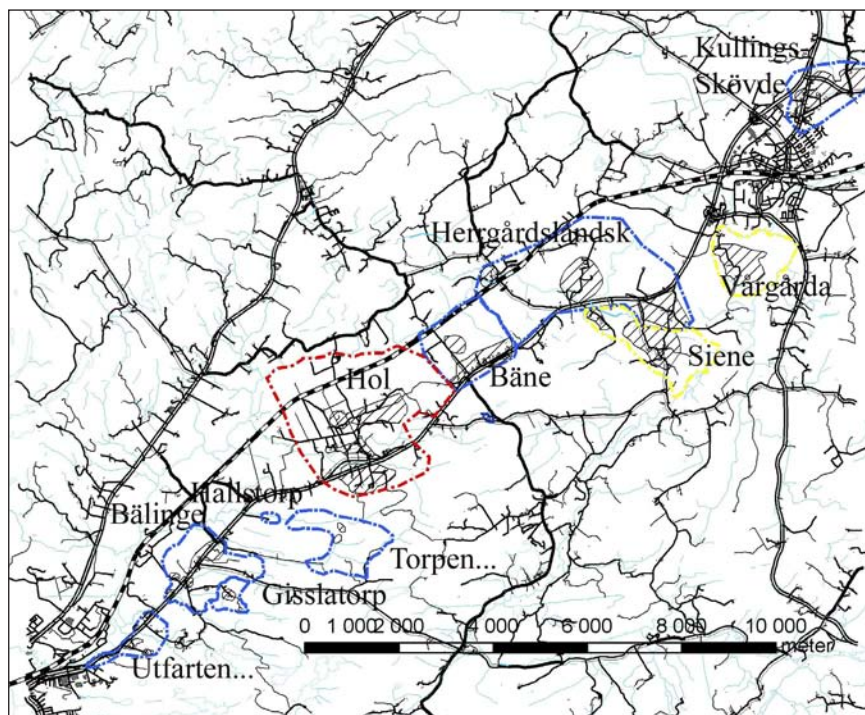 Kullings-
Skövde
Herrgårdslandsk
Vårgårda
Siene
Bäne
Hol
Hallstorp
Bälinge
Torpen...
Gisslatorp
Utfarten...
0 1 000 2 000 4 000 6 000 8 000 10 000
meter